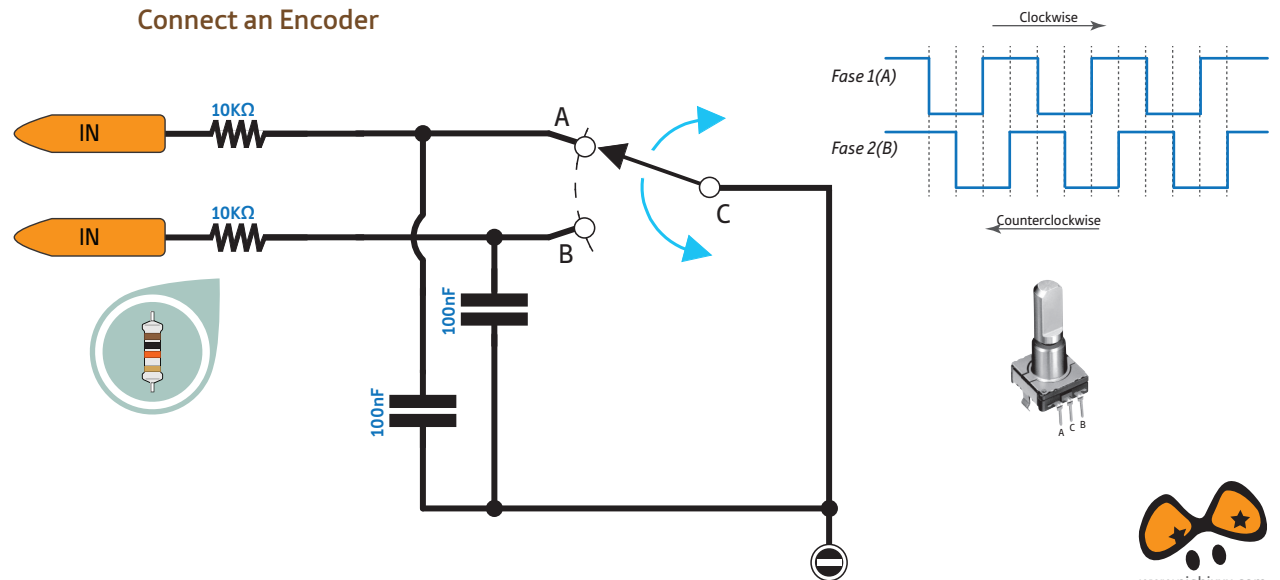 Connect an Encoder
Clockwise
Fase 1(A)
Fase 2(B)
Counterclockwise
10KΩ
IN
A
10KΩ
IN
B
C
100nF
100nF
A C B